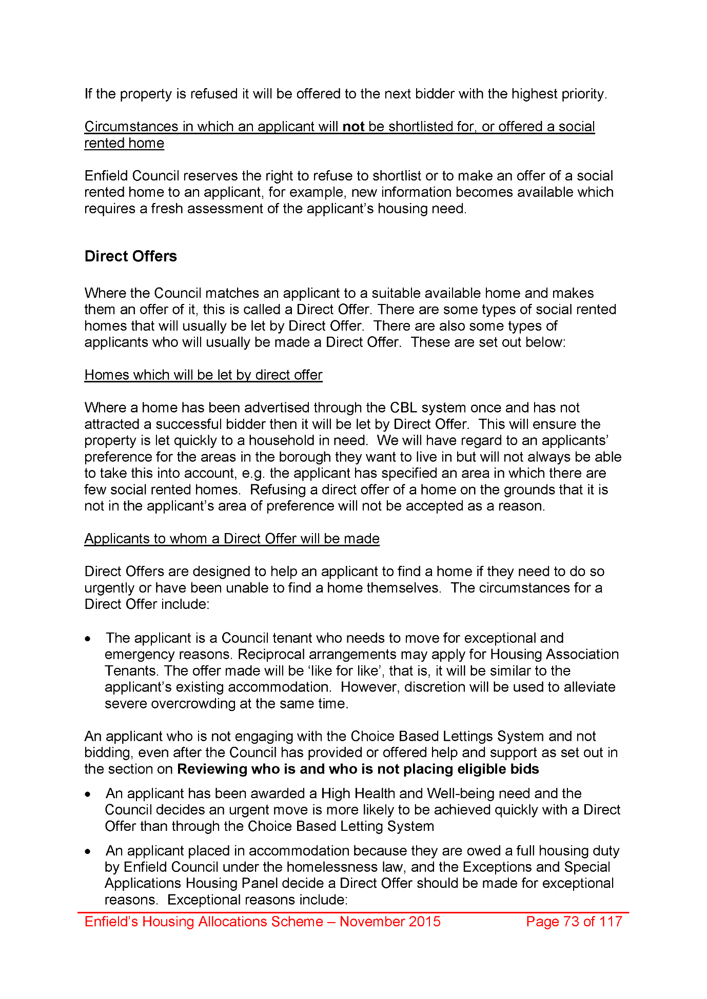 If the property is refused it will be offered to the next bidder with the highest priority.
Circumstances in which an applicant will not be shortlisted for, or offered a social
rented home
Enfield Council reserves the right to refuse to shortlist or to make an offer of a social
rented home to an applicant, for example, new information becomes available which
requires a fresh assessment of the applicant’s housing need.
Direct Offers
Where the Council matches an applicant to a suitable available home and makes
them an offer of it, this is called a Direct Offer. There are some types of social rented
homes that will usually be let by Direct Offer.  There are also some types of
applicants who will usually be made a Direct Offer.  These are set out below:
Homes which will be let by direct offer
Where a home has been advertised through the CBL system once and has not
attracted a successful bidder then it will be let by Direct Offer.  This will ensure the
property is let quickly to a household in need.  We will have regard to an applicants’
preference for the areas in the borough they want to live in but will not always be able
to take this into account, e.g. the applicant has specified an area in which there are
few social rented homes.  Refusing a direct offer of a home on the grounds that it is
not in the applicant’s area of preference will not be accepted as a reason.
Applicants to whom a Direct Offer will be made
Direct Offers are designed to help an applicant to find a home if they need to do so
urgently or have been unable to find a home themselves.  The circumstances for a
Direct Offer include:
• The applicant is a Council tenant who needs to move for exceptional and
emergency reasons. Reciprocal arrangements may apply for Housing Association
Tenants. The offer made will be ‘like for like’, that is, it will be similar to the
applicant’s existing accommodation.  However, discretion will be used to alleviate
severe overcrowding at the same time.
An applicant who is not engaging with the Choice Based Lettings System and not
bidding, even after the Council has provided or offered help and support as set out in
the section on Reviewing who is and who is not placing eligible bids
• An applicant has been awarded a High Health and Well-being need and the
Council decides an urgent move is more likely to be achieved quickly with a Direct
Offer than through the Choice Based Letting System
• An applicant placed in accommodation because they are owed a full housing duty
by Enfield Council under the homelessness law, and the Exceptions and Special
Applications Housing Panel decide a Direct Offer should be made for exceptional
reasons.  Exceptional reasons include:
Enfield’s Housing Allocations Scheme – November 2015 Page 73 of 117